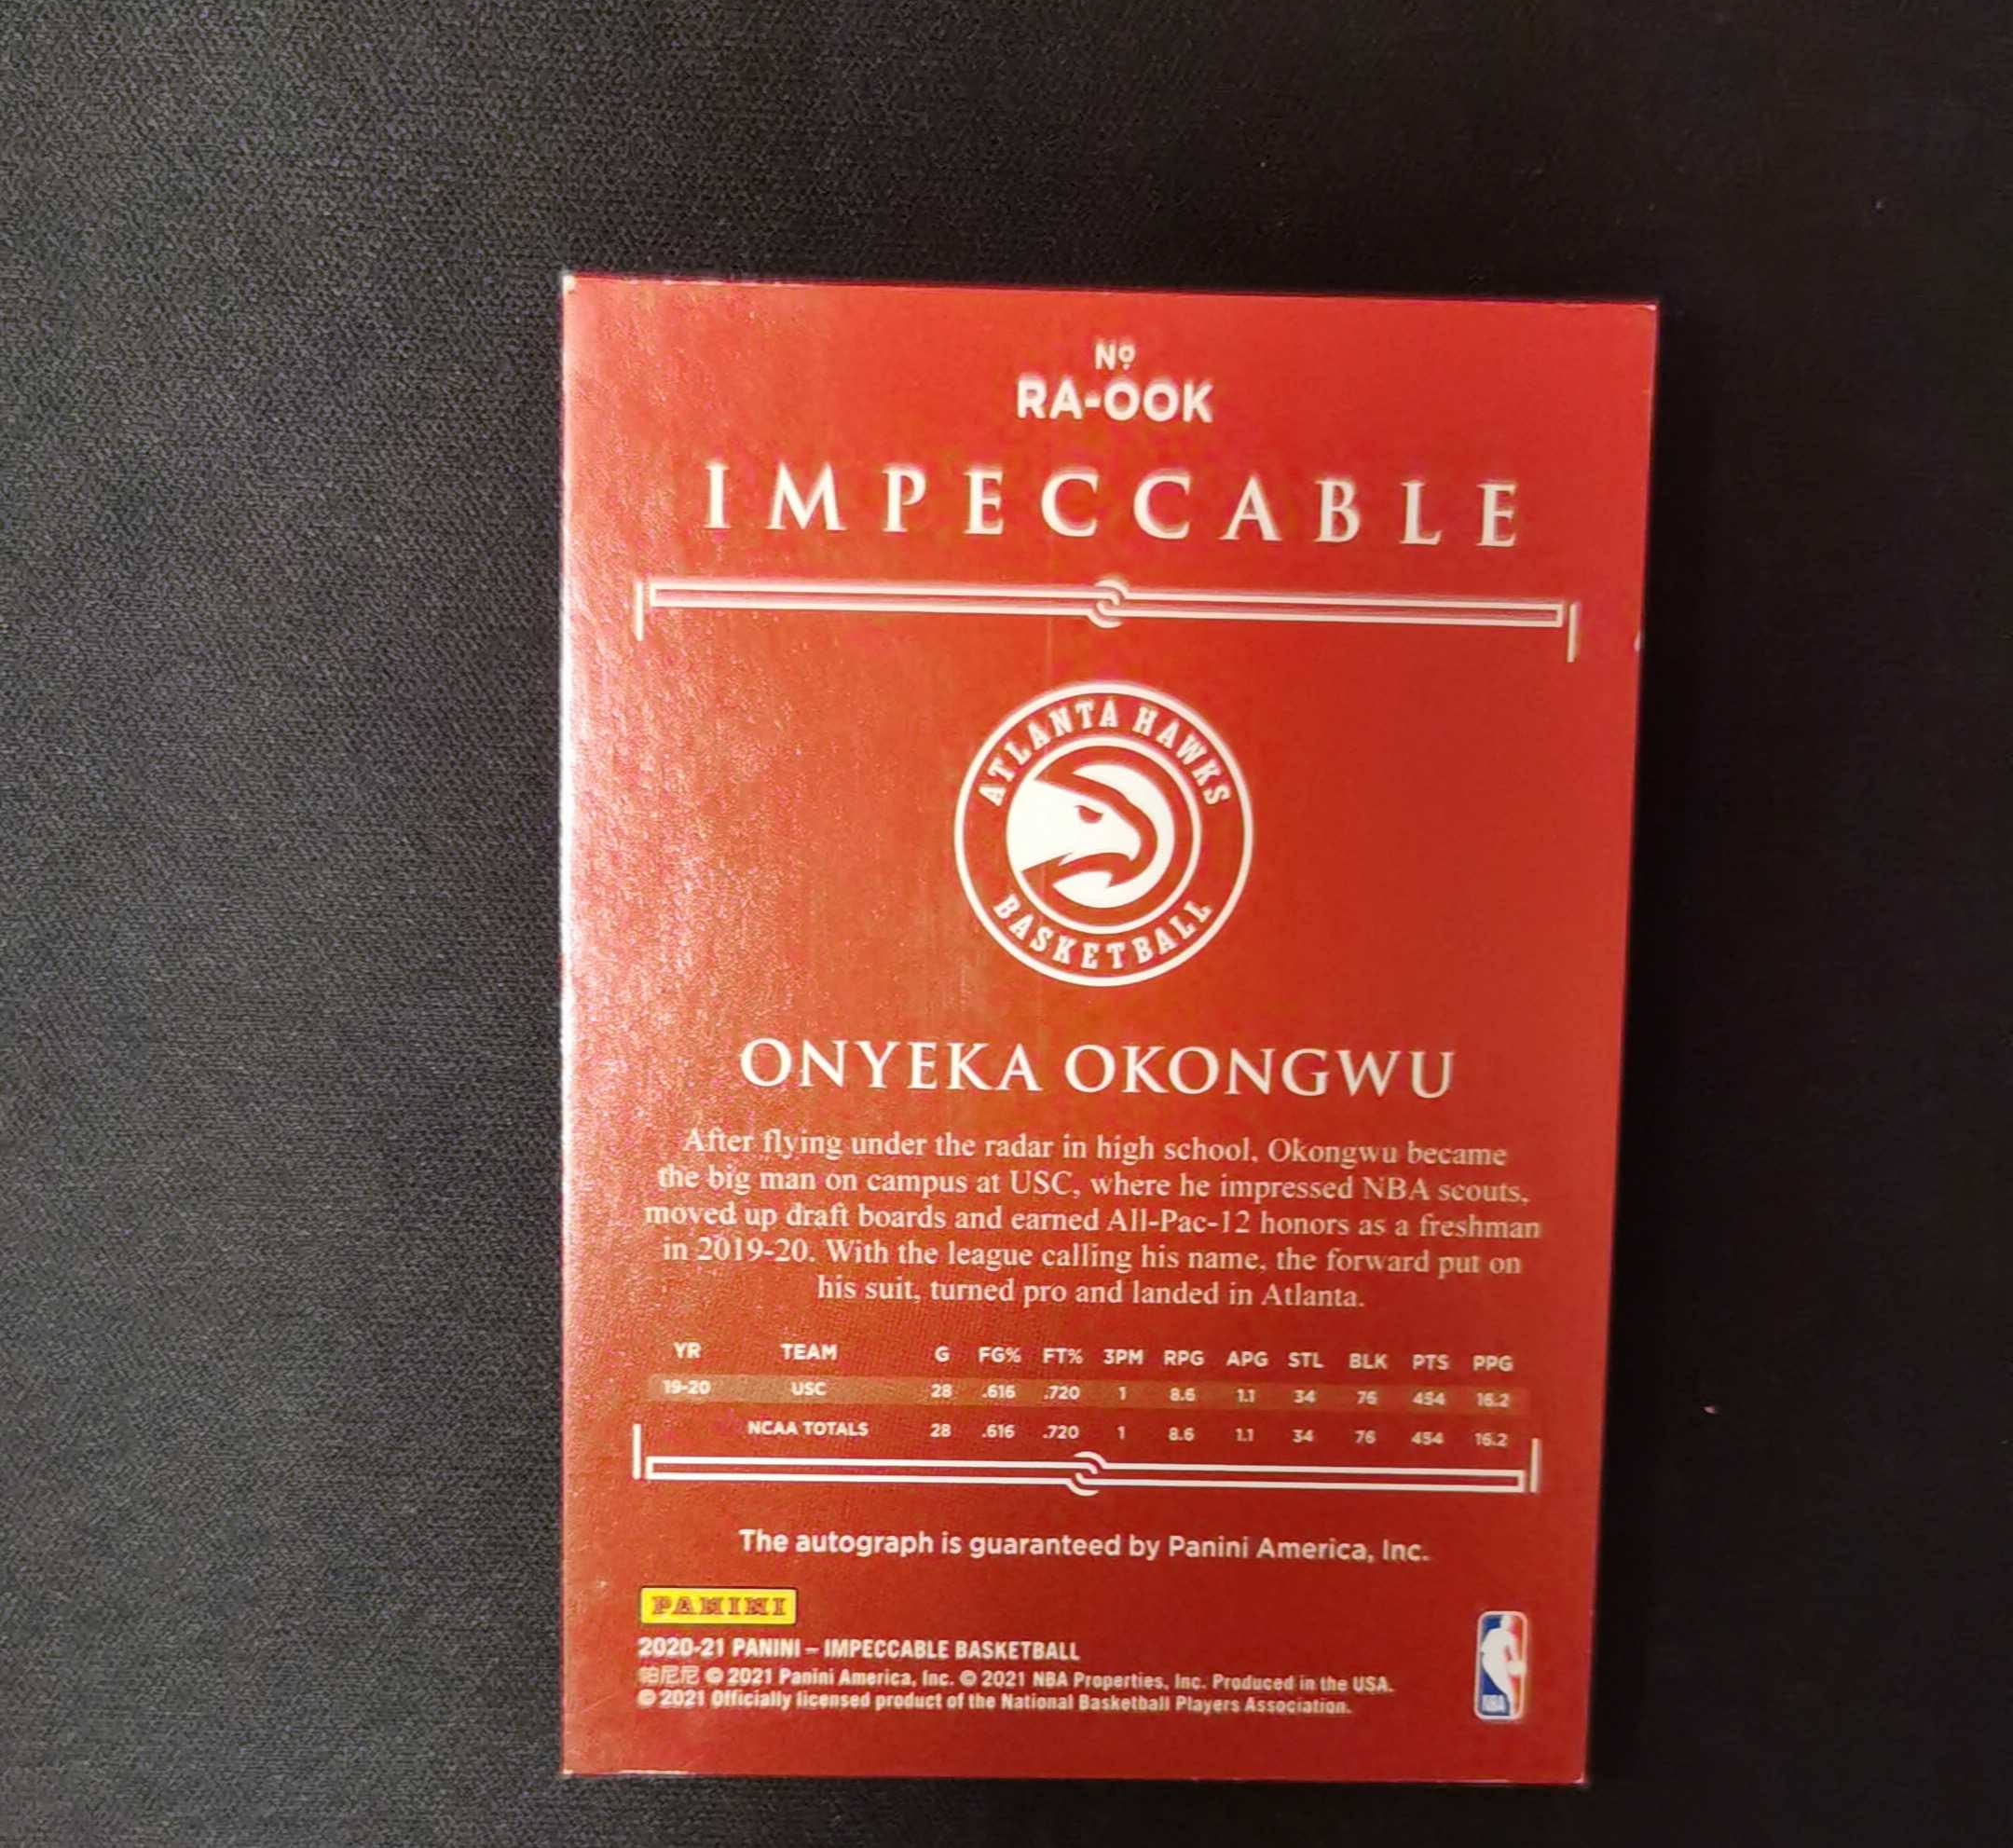 Nº
RA-OOK
IMPECCABLE
ATLANTA HAWKS
BASKETBALL
ONYEKA OKONGWU
After flying under the radar in high school, Okongwu became
the big man on campus at USC, where he impressed NBA scouts,
moved up draft boards and earned All-Pac-12 honors as a freshman
in 2019-20. With the league calling his name, the forward put on
his suit, turned pro and landed in Atlanta.
YR TEAM G FG% FT% 3PM RPG APG STL BLK PTS PPG
19-20 USC 28 .616 .720 1 8.6 1.1 34 76 454 16.2
NCAA TOTALS 28 .616 .720 1 8.6 1.1 34 76 454 16.2
The autograph is guaranteed by Panini America, Inc.
PANINI
2020-21 PANINI – IMPECCABLE BASKETBALL
帕尼尼 © 2021 Panini America, Inc. © 2021 NBA Properties, Inc. Produced in the USA.
© 2021 Officially licensed product of the National Basketball Players Association.
NBA